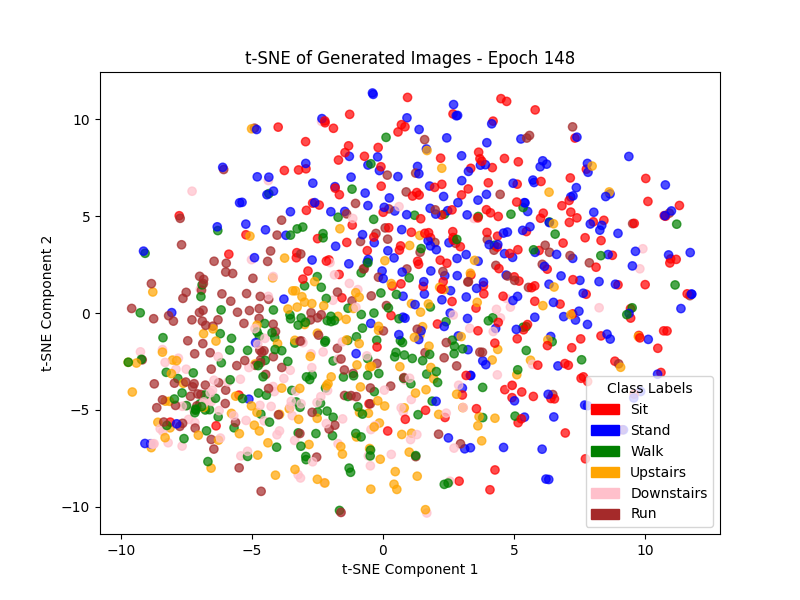 t-SNE of Generated Images - Epoch 148
t-SNE Component 2
10
5
0
−5
−10
−10
−5
0
5
10
t-SNE Component 1
Class Labels
Sit
Stand
Walk
Upstairs
Downstairs
Run